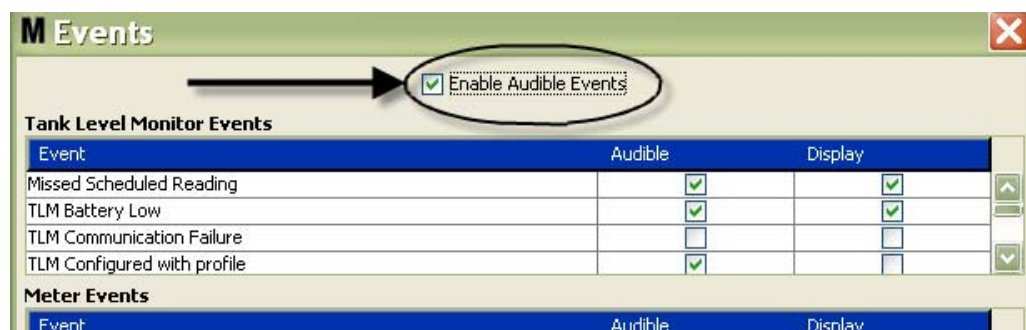 M Events
Enable Audible Events
Tank Level Monitor Events
Event Audible Display
Missed Scheduled Reading
TLM Battery Low
TLM Communication Failure
TLM Configured with profile
Meter Events
Event Audible Display